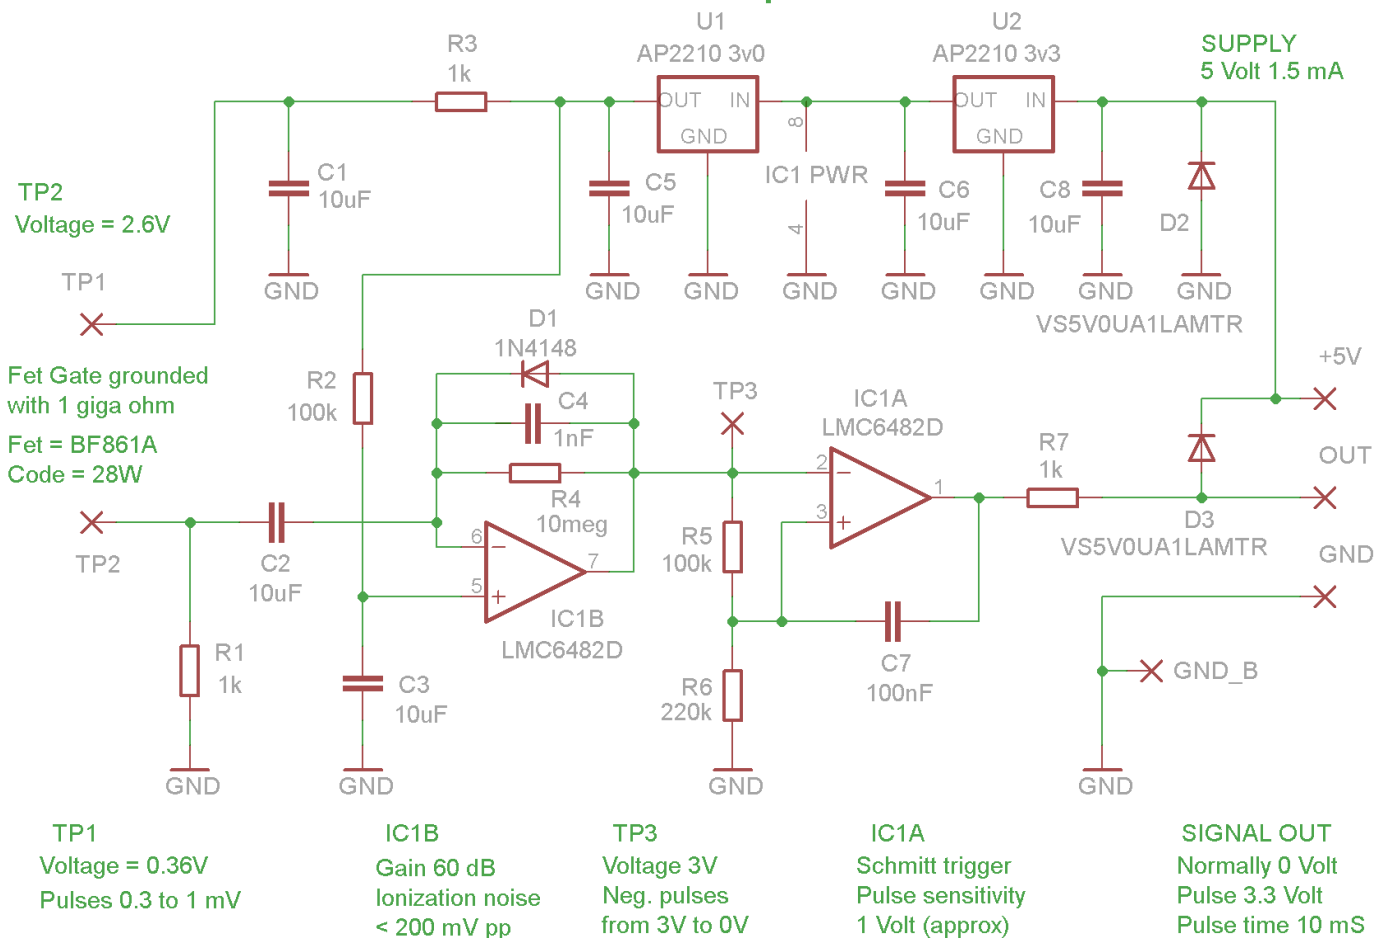 U1
AP2210 3v0
U2
AP2210 3v3
SUPPLY
5 Volt 1.5 mA
R3
1k
OUT IN
GND
OUT IN
GND
8
IC1 PWR
4
C1
10uF
C5
10uF
C6
10uF
C8
10uF
D2
TP2
Voltage = 2.6V
TP1
GND
GND
GND
GND
GND
GND
GND
GND
VS5V0UA1LAMTR
D1
1N4148
+5V
Fet Gate grounded
with 1 giga ohm
R2
100k
C4
1nF
TP3
IC1A
LMC6482D
Fet = BF861A
Code = 28W
R7
1k
OUT
R4
10meg
2
3
1
TP2
C2
10uF
6
5
7
R5
100k
D3
VS5V0UA1LAMTR
GND
IC1B
LMC6482D
R1
1k
C3
10uF
R6
220k
C7
100nF
GND_B
GND
GND
GND
GND
TP1
Voltage = 0.36V
Pulses 0.3 to 1 mV
IC1B
Gain 60 dB
Ionization noise
< 200 mV pp
TP3
Voltage 3V
Neg. pulses
from 3V to 0V
IC1A
Schmitt trigger
Pulse sensitivity
1 Volt (approx)
SIGNAL OUT
Normally 0 Volt
Pulse 3.3 Volt
Pulse time 10 mS